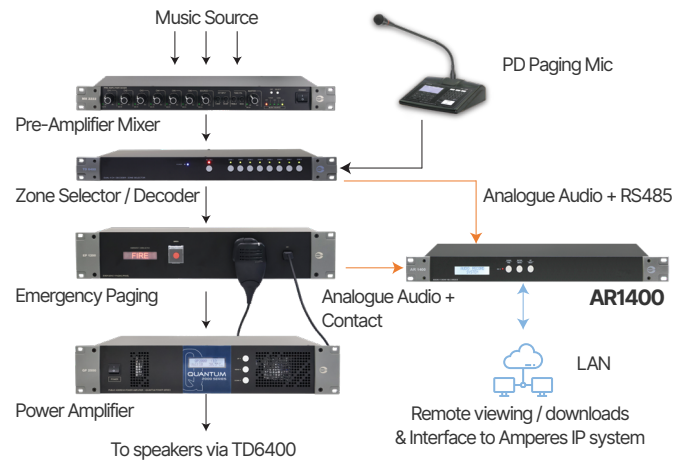 Music Source
PD Paging Mic
Pre-Amplifier Mixer
Zone Selector / Decoder
Analogue Audio + RS485
FIRE
Emergency Paging
Analogue Audio +
Contact
AR1400
QUANTUM
LAN
Power Amplifier
Remote viewing / downloads
& Interface to Amperes IP system
To speakers via TD6400